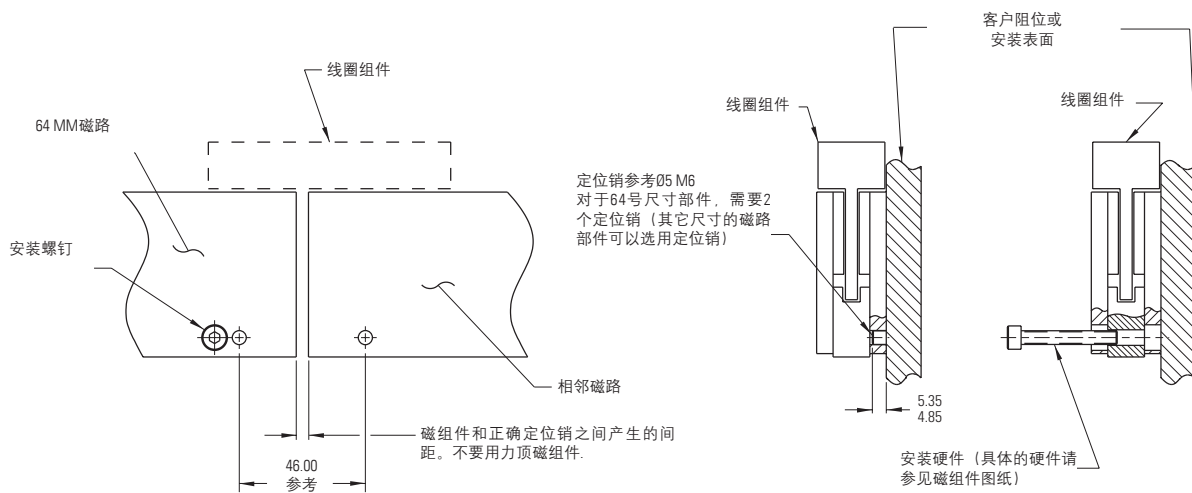 客户阻位或
安装表面
线圈组件
64 MM磁路
安装螺钉
相邻磁路
磁组件和正确定位销之间产生的间
距。不要用力顶磁组件.
46.00
参考
线圈组件
定位销参考Ø5 M6
对于64号尺寸部件，需要2
个定位销（其它尺寸的磁路
部件可以选用定位销）
5.35
4.85
线圈组件
安装硬件（具体的硬件请
参见磁组件图纸）